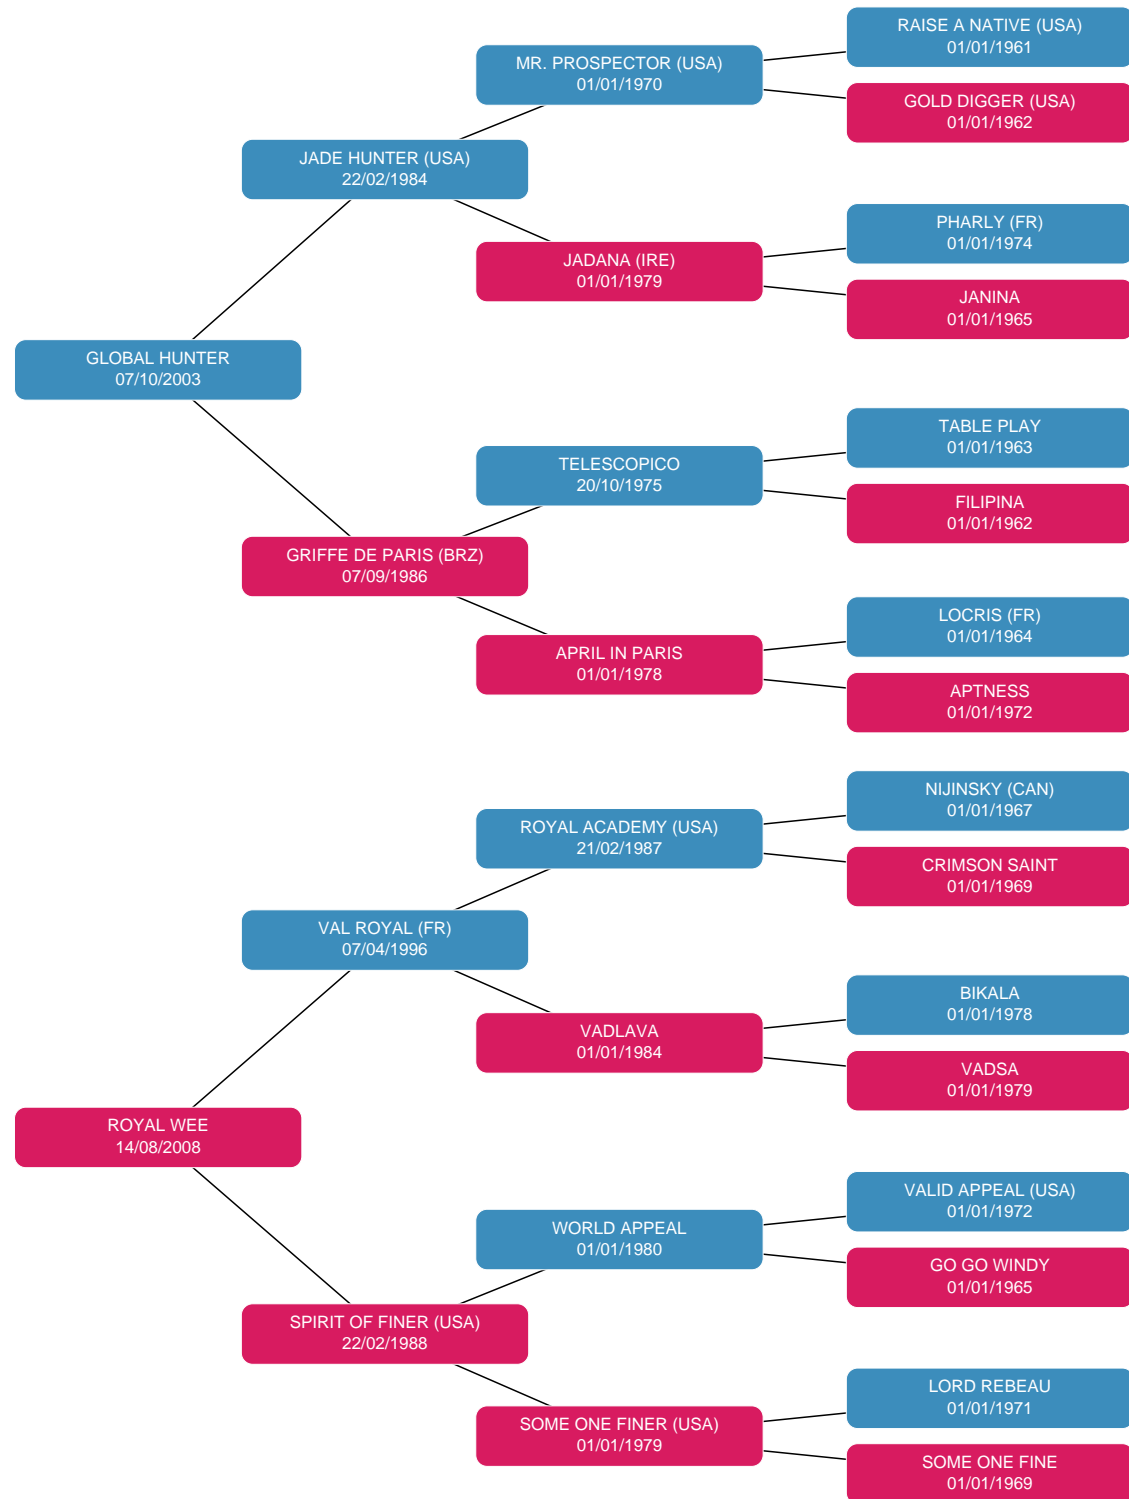 RAISE A NATIVE (USA)
01/01/1961
MR. PROSPECTOR (USA)
01/01/1970
GOLD DIGGER (USA)
01/01/1962
JADE HUNTER (USA)
22/02/1984
PHARLY (FR)
01/01/1974
JADANA (IRE)
01/01/1979
JANINA
01/01/1965
GLOBAL HUNTER
07/10/2003
TABLE PLAY
01/01/1963
TELESCOPICO
20/10/1975
FILIPINA
01/01/1962
GRIFFE DE PARIS (BRZ)
07/09/1986
LOCRIS (FR)
01/01/1964
APRIL IN PARIS
01/01/1978
APTNESS
01/01/1972
NIJINSKY (CAN)
01/01/1967
ROYAL ACADEMY (USA)
21/02/1987
CRIMSON SAINT
01/01/1969
VAL ROYAL (FR)
07/04/1996
BIKALA
01/01/1978
VADLAVA
01/01/1984
VADSA
01/01/1979
ROYAL WEE
14/08/2008
VALID APPEAL (USA)
01/01/1972
WORLD APPEAL
01/01/1980
GO GO WINDY
01/01/1965
SPIRIT OF FINER (USA)
22/02/1988
LORD REBEAU
01/01/1971
SOME ONE FINER (USA)
01/01/1979
SOME ONE FINE
01/01/1969